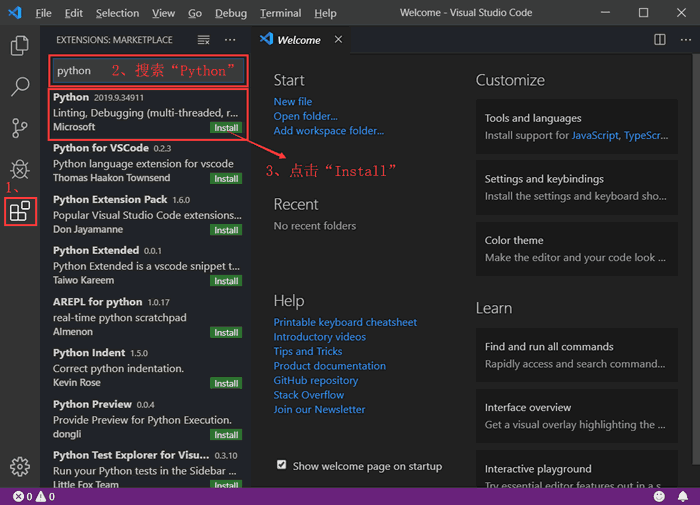 File Edit Selection View Go Debug Terminal Help Welcome - Visual Studio Code
EXTENSIONS: MARKETPLACE
Welcome
python 2、搜索“Python”
Python 2019.9.34911
Linting, Debugging (multi-threaded, r...
Microsoft Install
Python for VSCode 0.2.3
Python language extension for vscode
Thomas Haakon Townsend Install
Python Extension Pack 1.6.0
Popular Visual Studio Code extensions...
Don Jayamanne Install
Python Extended 0.0.1
Python Extended is a vscode snippet t...
Taiwo Kareem Install
AREPL for python 1.0.17
real-time python scratchpad
Almenon Install
Python Indent 1.5.0
Correct python indentation.
Kevin Rose Install
Python Preview 0.0.4
Provide Preview for Python Execution.
dongli Install
Python Test Explorer for Visu... 0.3.10
Run your Python tests in the Sidebar ...
Little Fox Team Install
1、
3、点击“Install”
Start
New file
Open folder...
Add workspace folder...
Recent
No recent folders
Help
Printable keyboard cheatsheet
Introductory videos
Tips and Tricks
Product documentation
GitHub repository
Stack Overflow
Join our Newsletter
Show welcome page on startup
Customize
Tools and languages
Install support for JavaScript, TypeScr...
Settings and keybindings
Install the settings and keyboard sho...
Color theme
Make the editor and your code look ...
Learn
Find and run all commands
Rapidly access and search command...
Interface overview
Get a visual overlay highlighting the ...
Interactive playground
Try essential editor features out in a s...
0 0